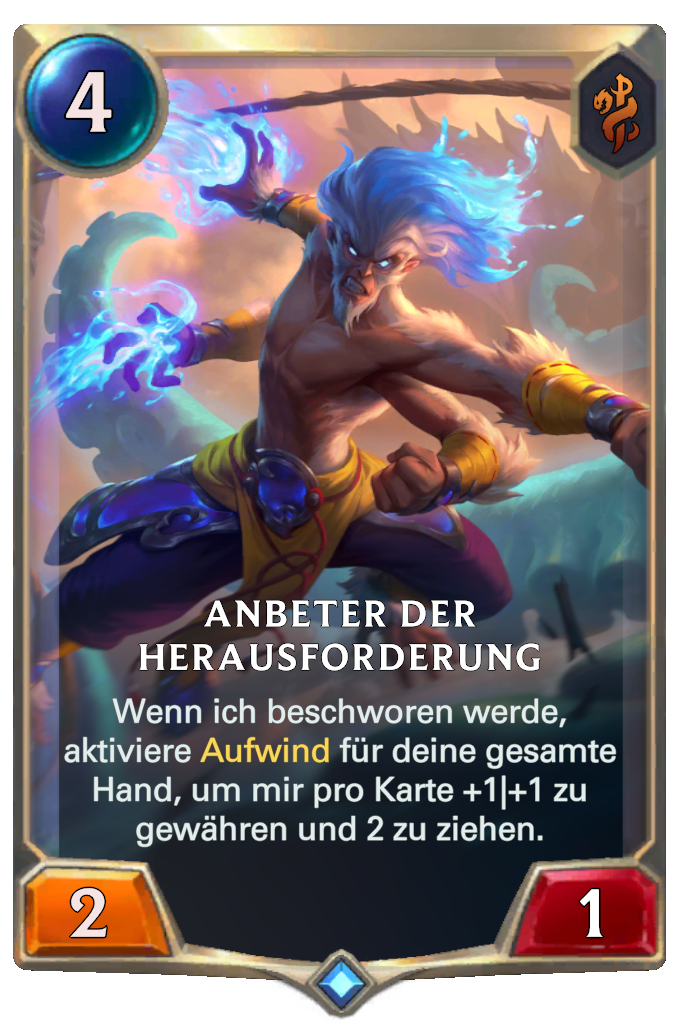 4
ANBETER DER
HERAUSFORDERUNG
Wenn ich beschworen werde,
aktiviere Aufwind für deine gesamte
Hand, um mir pro Karte +1|+1 zu
gewähren und 2 zu ziehen.
2
1